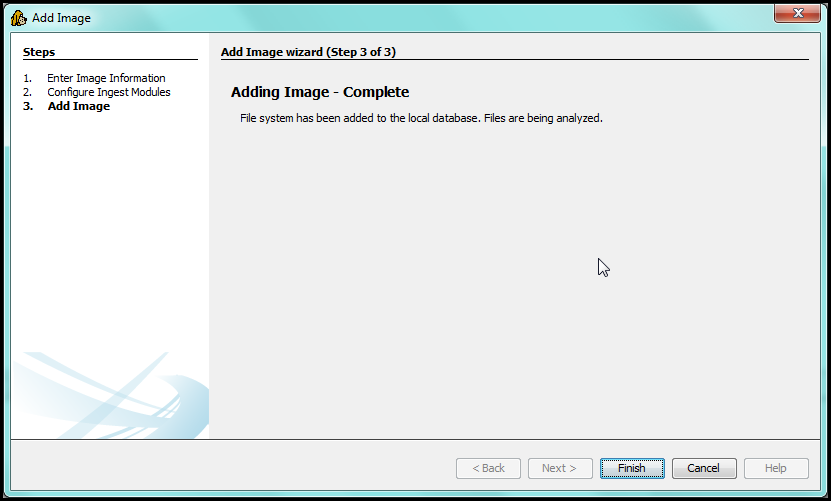 Add Image
Steps
Add Image wizard (Step 3 of 3)
1. Enter Image Information
2. Configure Ingest Modules
3. Add Image
Adding Image - Complete
File system has been added to the local database. Files are being analyzed.
< Back
Next >
Finish
Cancel
Help